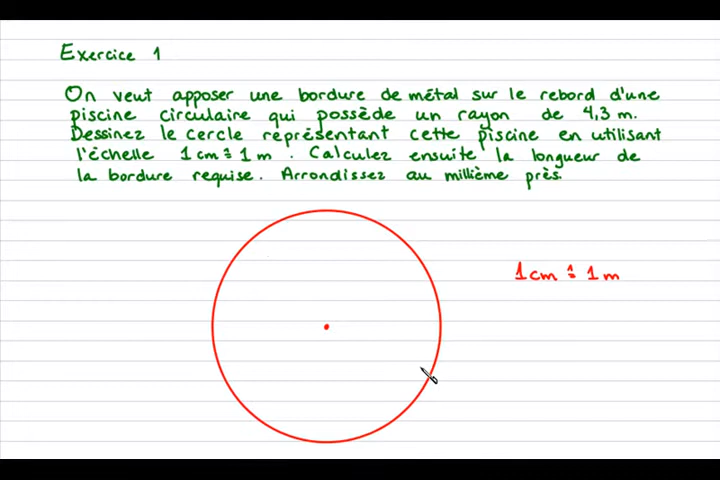 Exercice 1
On veut apposer une bordure de métal sur le rebord d'une
piscine circulaire qui possède un rayon de 4,3 m.
Dessinez le cercle représentant cette piscine en utilisant
l'échelle 1 cm ≙ 1 m. Calculez ensuite la longueur de
la bordure requise. Arrondissez au millième près.
1 cm ≙ 1 m